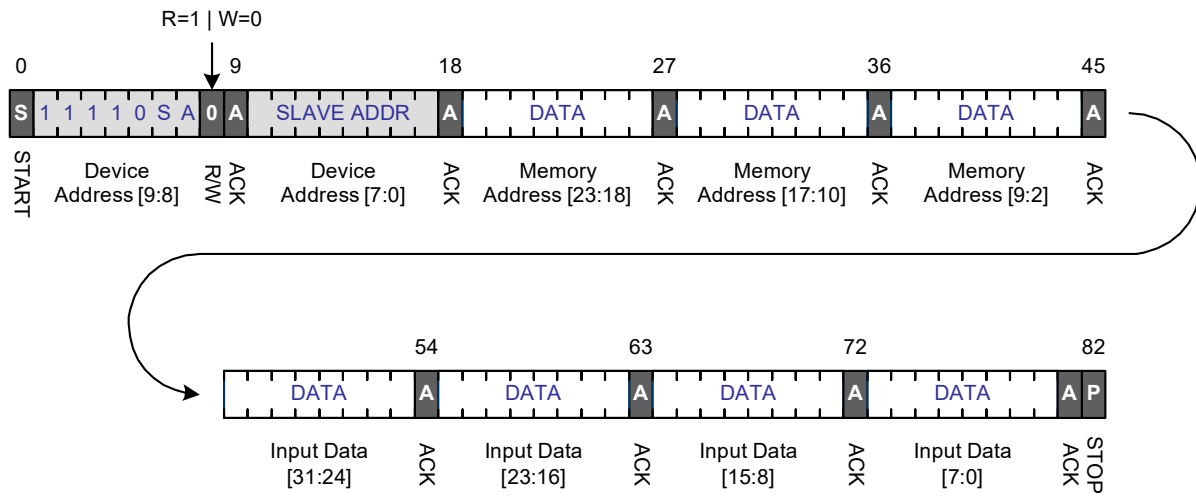 R=1 | W=0
0 9 18 27 36 45
S 1 1 1 1 0 S A 0 A SLAVE ADDR A DATA A DATA A DATA A
START Device Address [9:8] R/W ACK Device Address [7:0] ACK Memory Address [23:18] ACK Memory Address [17:10] ACK Memory Address [9:2] ACK
54 63 72 82
DATA A DATA A DATA A DATA A P
Input Data [31:24] ACK Input Data [23:16] ACK Input Data [15:8] ACK Input Data [7:0] ACK STOP